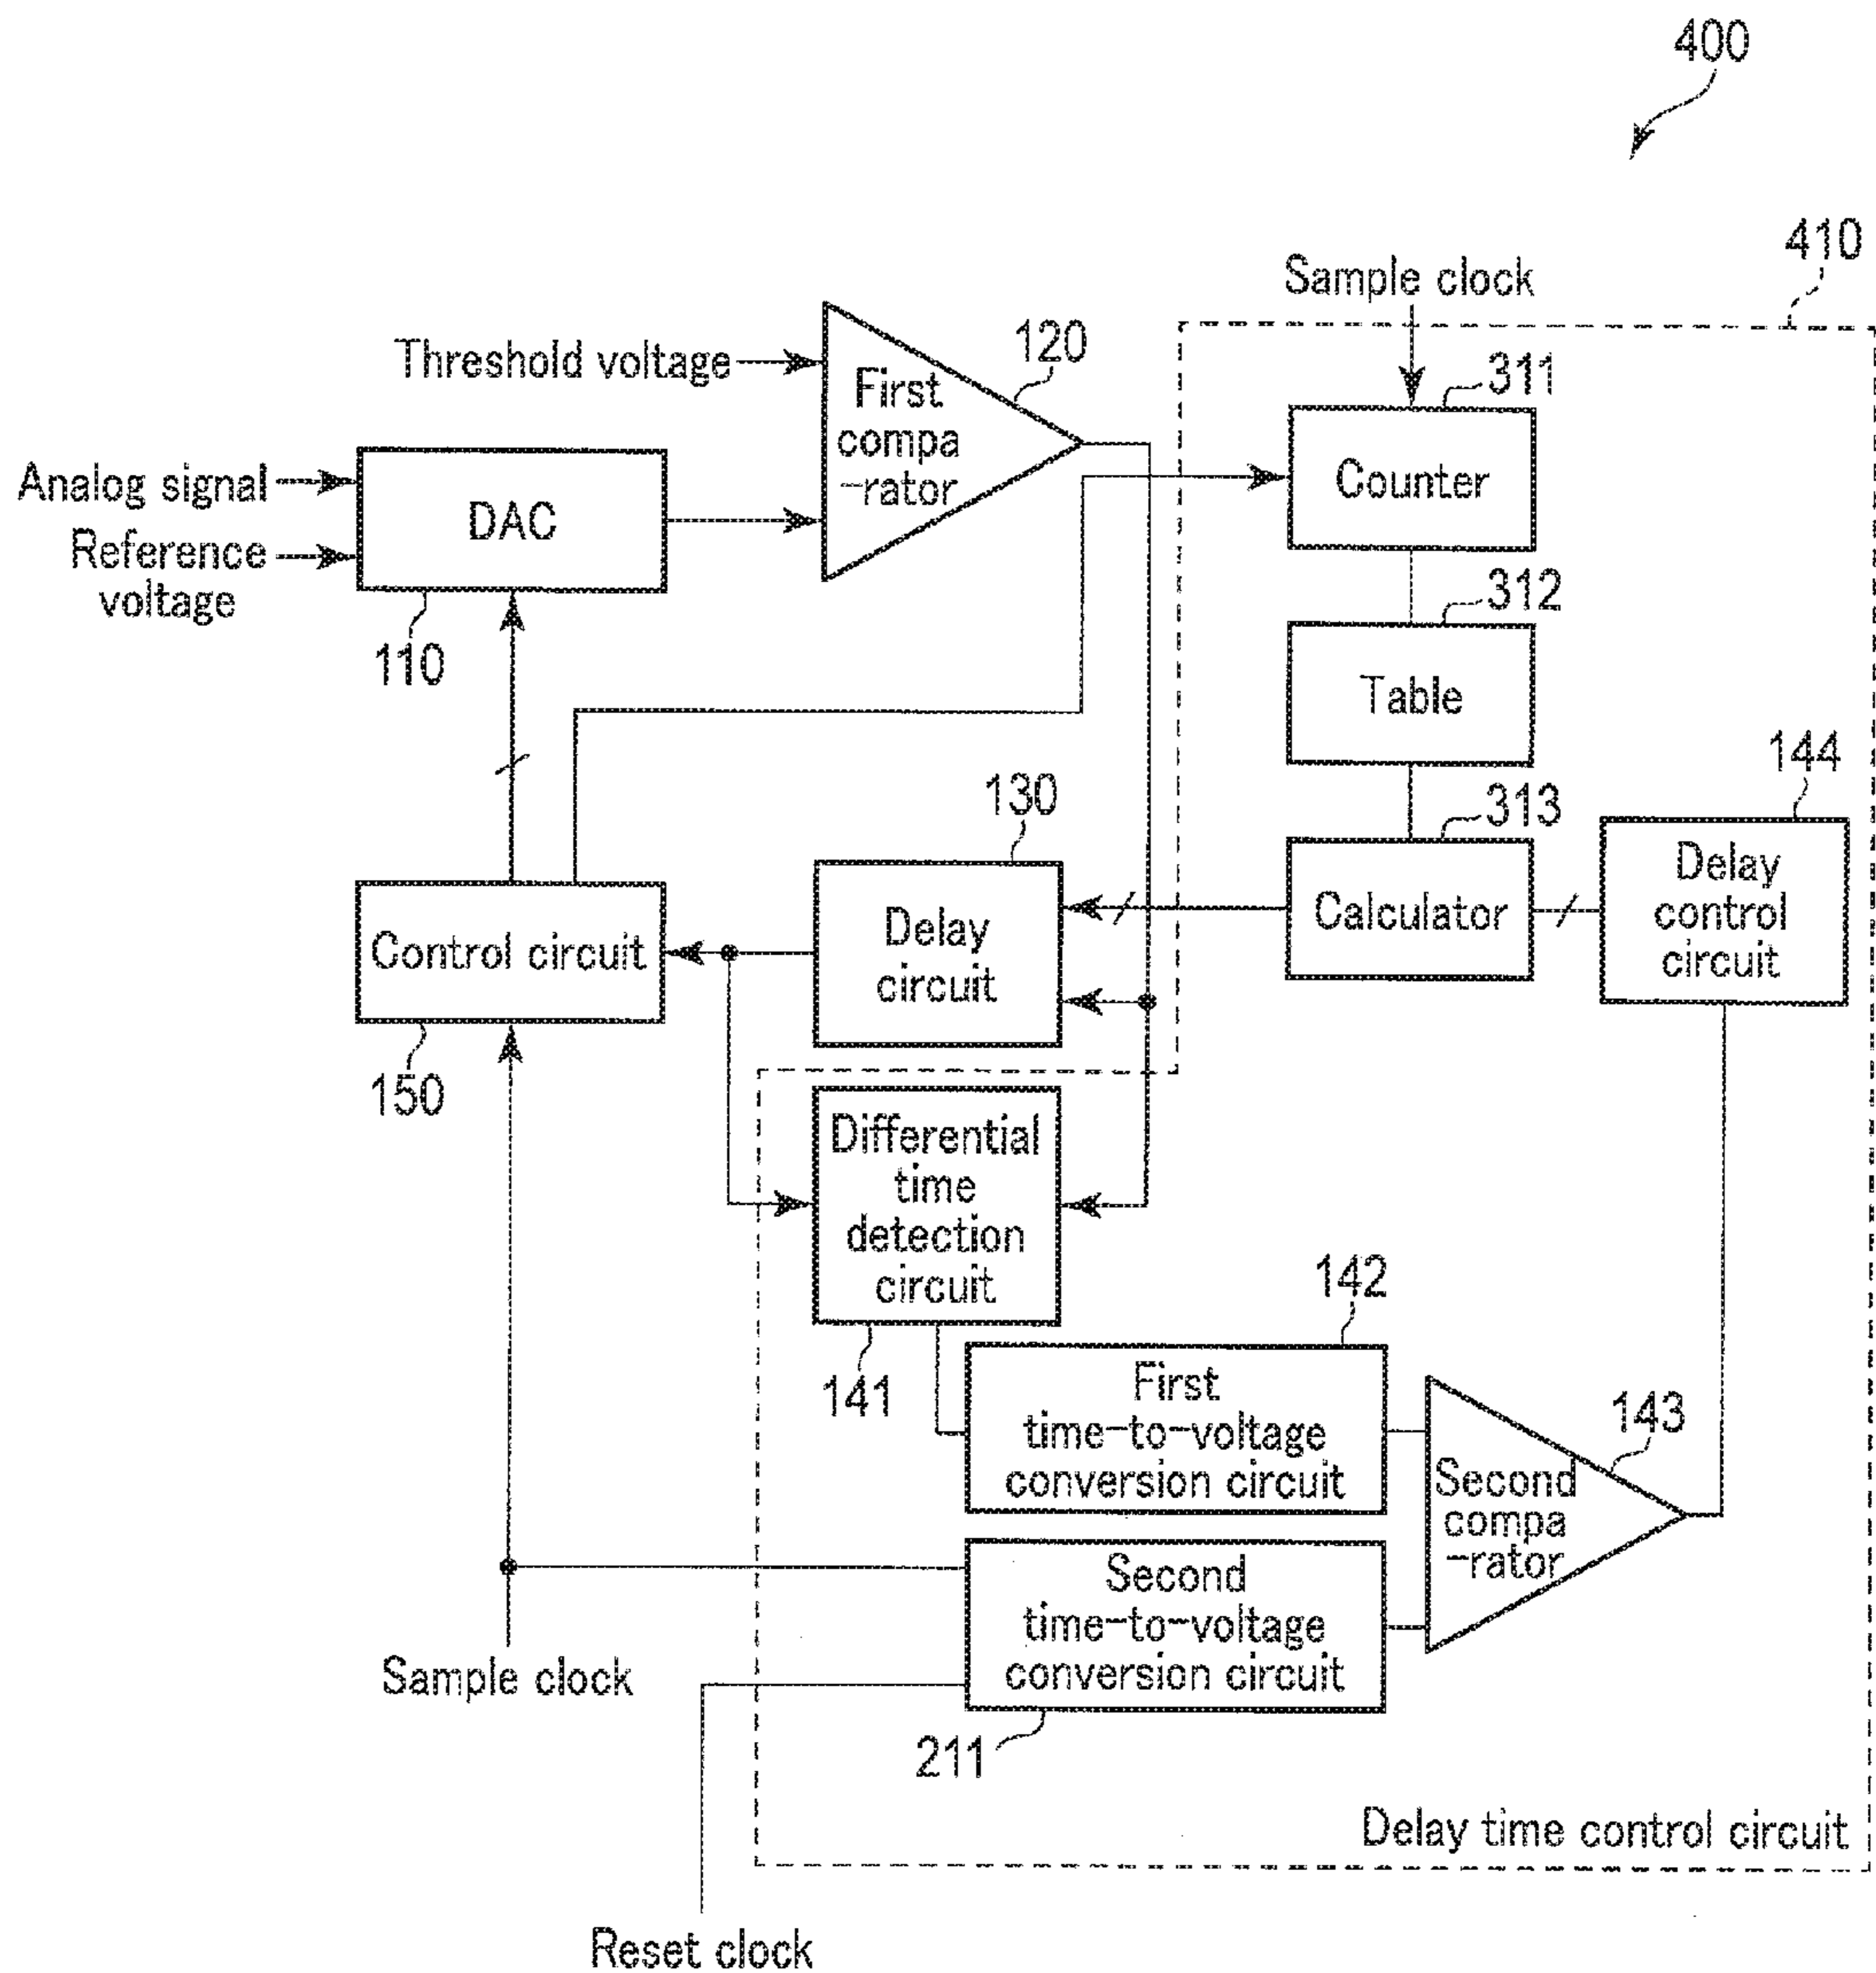 400
410
Sample clock
Threshold voltage
120
First
compa
-rator
311
Counter
Analog signal
Reference
voltage
DAC
110
312
Table
144
130
313
Delay
control
circuit
Calculator
Delay
circuit
Control circuit
150
Differential
time
detection
circuit
141
142
First
time-to-voltage
conversion circuit
143
Second
compa
-rator
Second
time-to-voltage
conversion circuit
Sample clock
211
Delay time control circuit
Reset clock